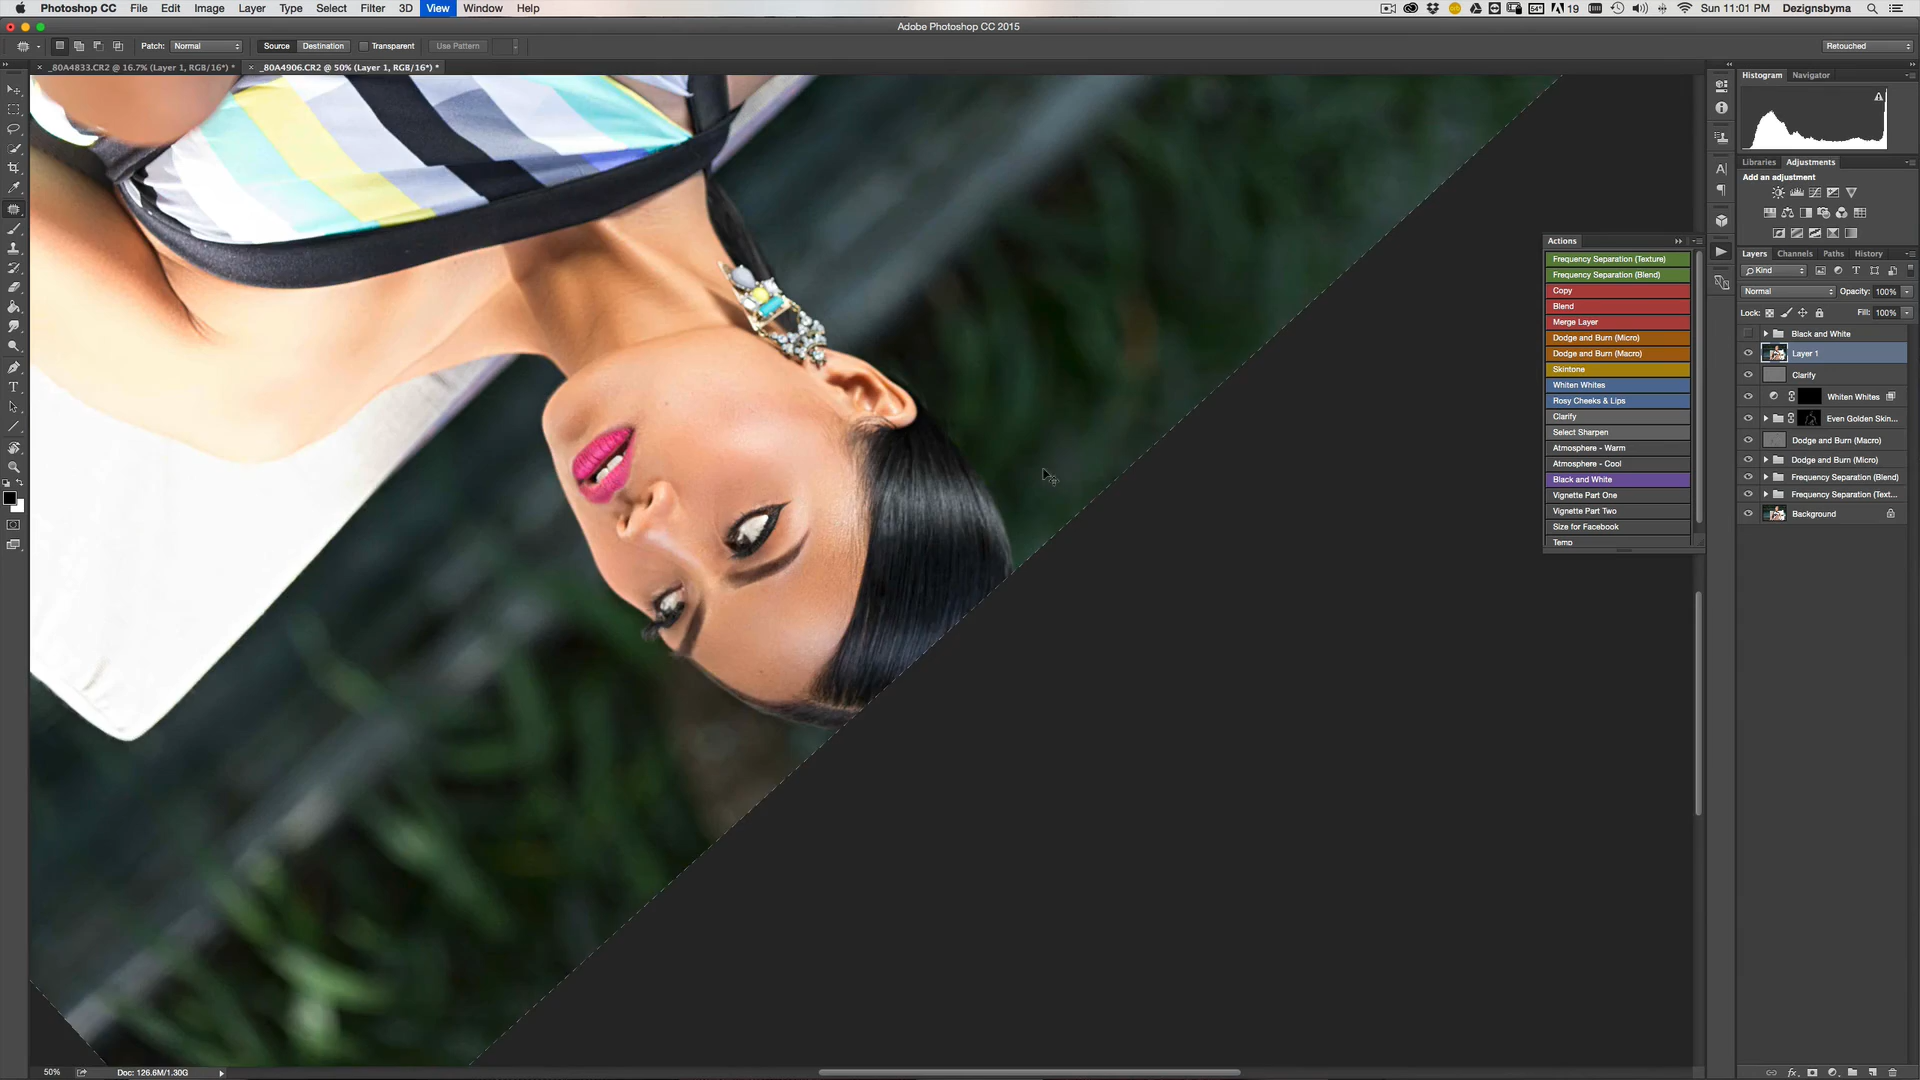 Photoshop CC File Edit Image Layer Type Select Filter 3D View Window Help 54° 19 Sun 11:01 PM Dezignsbyma
Adobe Photoshop CC 2015
Patch: Normal Source Destination Transparent Use Pattern Retouched
_80A4833.CR2 @ 16.7% (Layer 1, RGB/16*) * _80A4906.CR2 @ 50% (Layer 1, RGB/16*) *
Histogram Navigator
Libraries Adjustments
Add an adjustment
Actions
Frequency Separation (Texture)
Frequency Separation (Blend)
Copy
Blend
Merge Layer
Dodge and Burn (Micro)
Dodge and Burn (Macro)
Skintone
Whiten Whites
Rosy Cheeks & Lips
Clarify
Select Sharpen
Atmosphere - Warm
Atmosphere - Cool
Black and White
Vignette Part One
Vignette Part Two
Size for Facebook
Temp
Layers Channels Paths History
Kind
Normal Opacity: 100%
Lock: Fill: 100%
Black and White
Layer 1
Clarify
Whiten Whites
Even Golden Skin...
Dodge and Burn (Macro)
Dodge and Burn (Micro)
Frequency Separation (Blend)
Frequency Separation (Text...
Background
50% Doc: 126.6M/1.30G